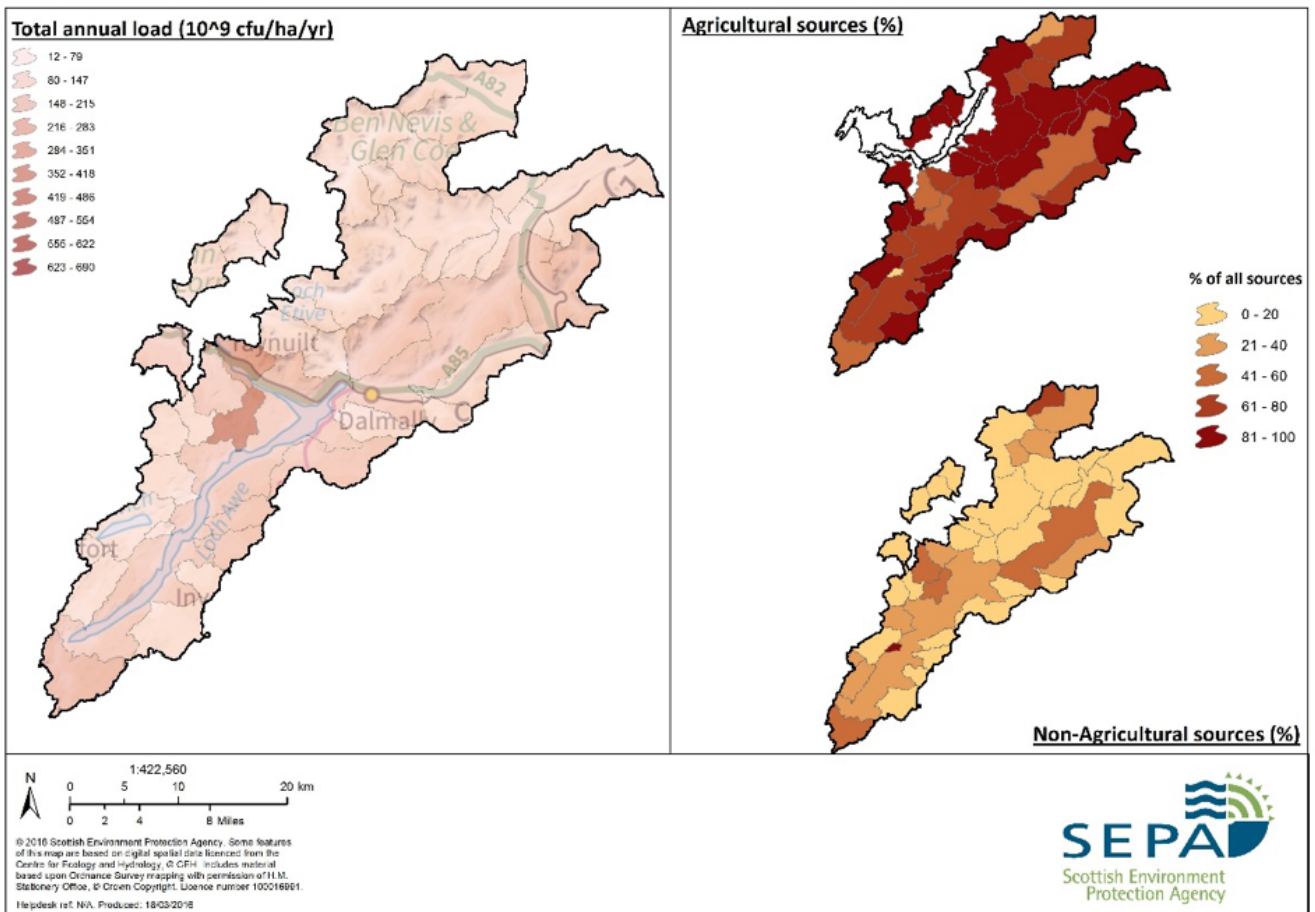 Total annual load (10^9 cfu/ha/yr)
12 - 79
80 - 147
148 - 215
216 - 283
284 - 351
352 - 418
419 - 486
487 - 554
556 - 622
623 - 690
A82
Ben Nevis &
Glen Coe
Etive
Taynuilt
A85
Dalmally
Loch Awe
fort
Inv
Agricultural sources (%)
% of all sources
0 - 20
21 - 40
41 - 60
61 - 80
81 - 100
Non-Agricultural sources (%)
N
1:422,560
0 5 10 20 km
0 2 4 8 Miles
© 2016 Scottish Environment Protection Agency. Some features
of this map are based on digital spatial data licenced from the
Centre for Ecology and Hydrology, © CEH. Includes material
based upon Ordnance Survey mapping with permission of H.M.
Stationery Office, © Crown Copyright. Licence number 100016991.
Helpdesk ref: N/A. Produced: 18/03/2016
SEPA
Scottish Environment
Protection Agency